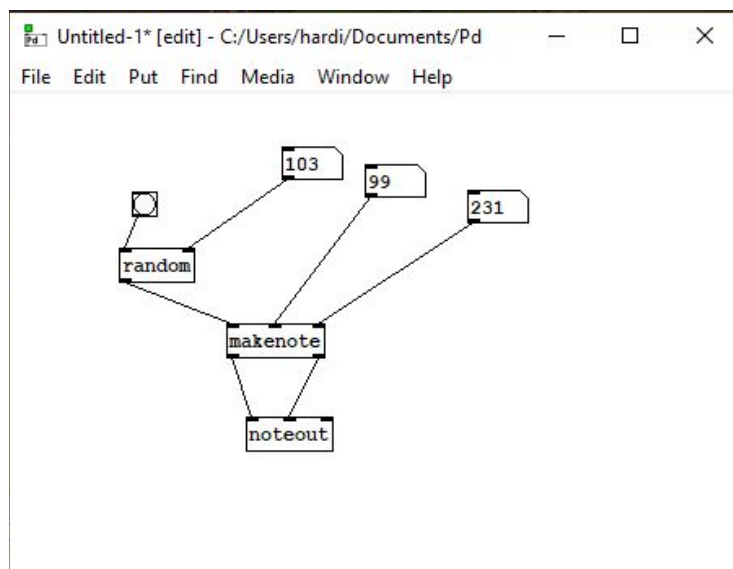 Pd Untitled-1* [edit] - C:/Users/hardi/Documents/Pd
File Edit Put Find Media Window Help
103
99
231
random
makenote
noteout